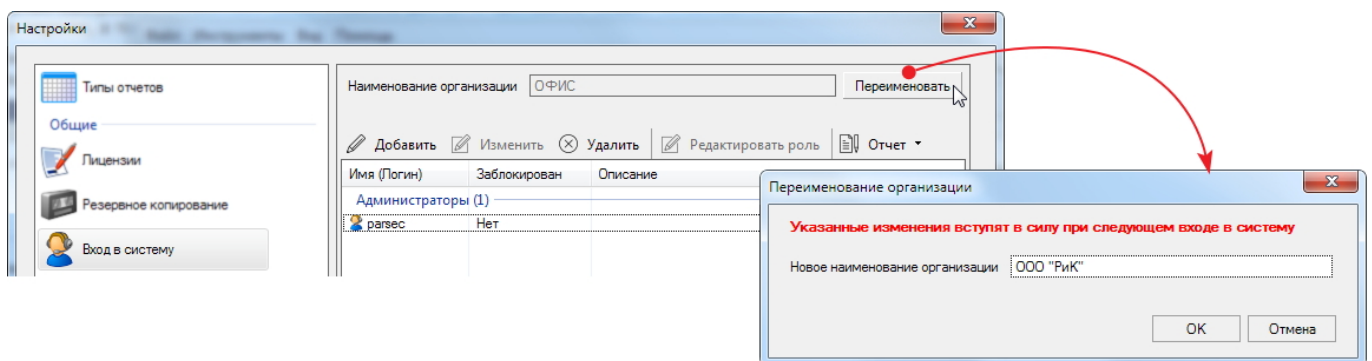 Настройки
Типы отчетов
Общие
Лицензии
Резервное копирование
Вход в систему
Наименование организации ОФИС Переименовать
Добавить Изменить Удалить Редактировать роль Отчет
Имя (Логин) Заблокирован Описание
Администраторы (1)
parsec Нет
Переименование организации
Указанные изменения вступят в силу при следующем входе в систему
Новое наименование организации ООО "РиК"
OK Отмена